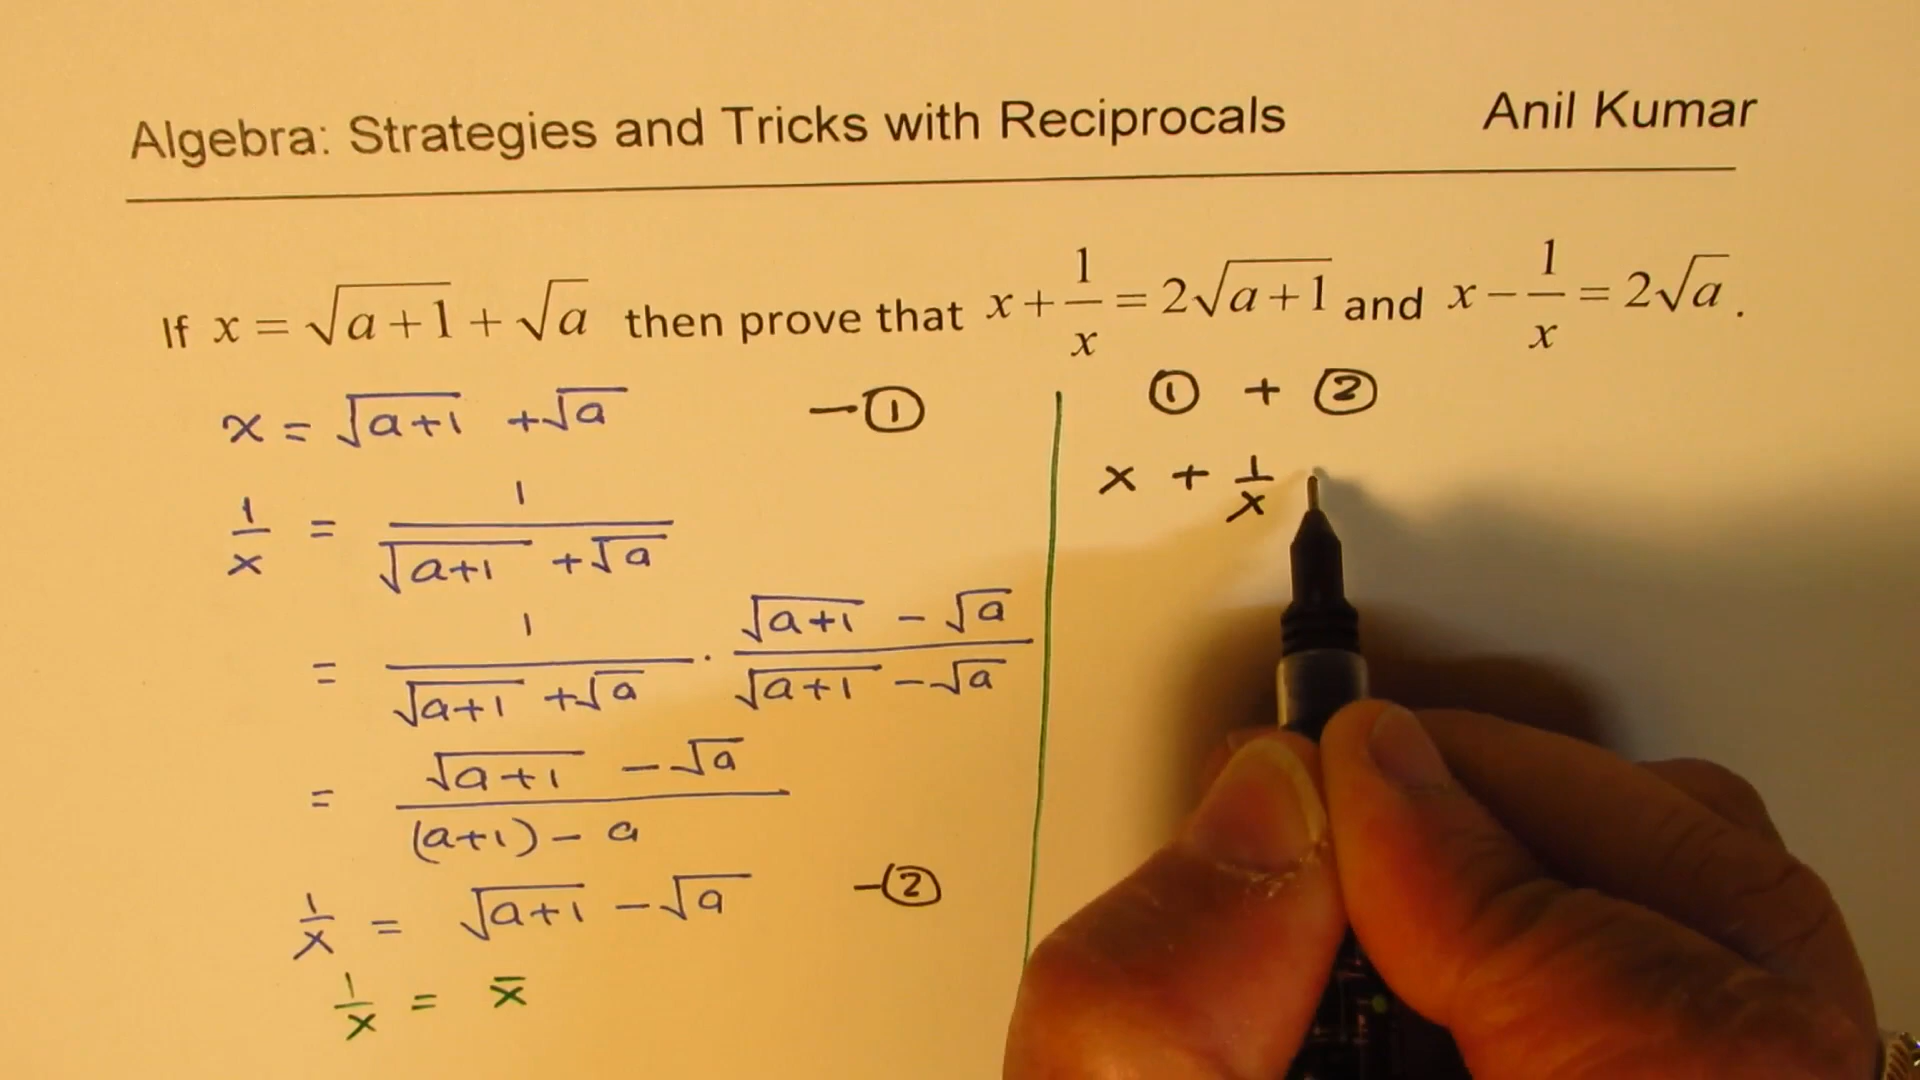 Algebra: Strategies and Tricks with Reciprocals Anil Kumar
If x = √(a+1) + √a then prove that x + 1/x = 2√(a+1) and x − 1/x = 2√a .
x = √(a+1) + √a −①
1/x = 1/(√(a+1) + √a)
= 1/(√(a+1) + √a) · (√(a+1) − √a)/(√(a+1) − √a)
= (√(a+1) − √a)/((a+1) − a)
1/x = √(a+1) − √a −②
1/x = x̄
① + ②
x + 1/x